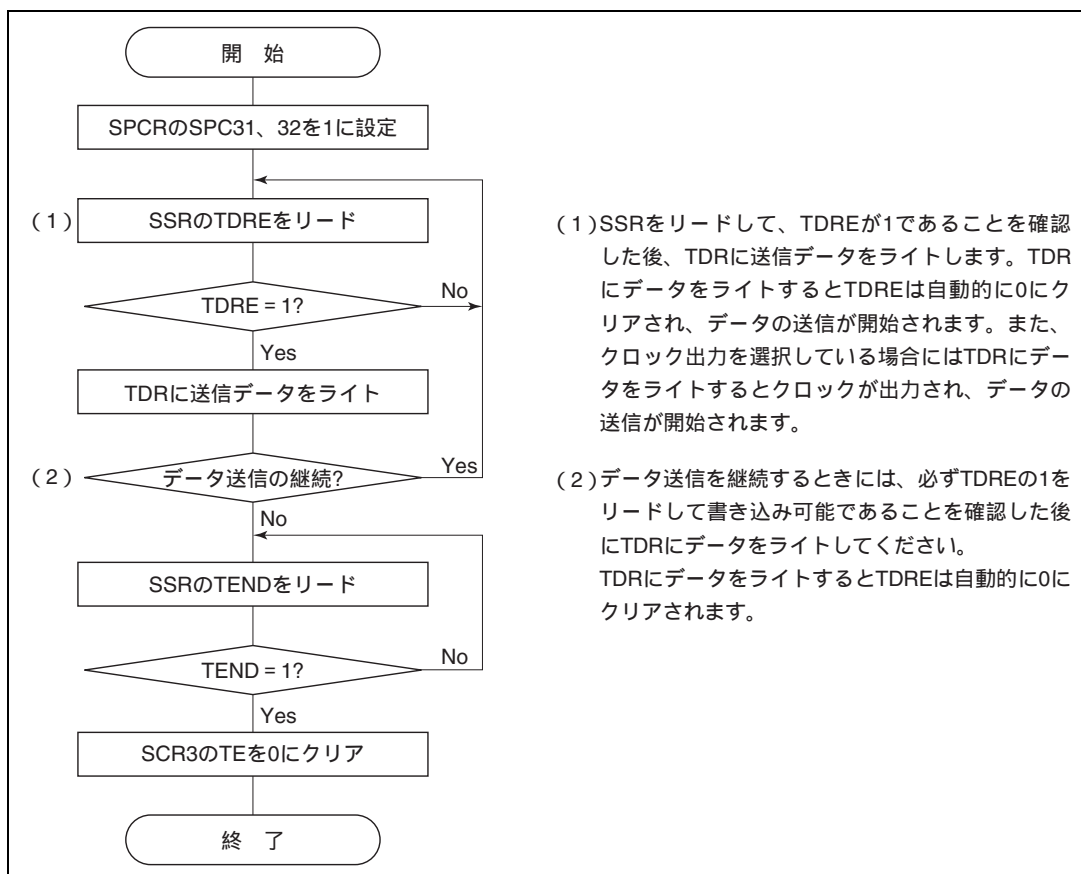 開　始
SPCRのSPC31、32を1に設定
（1）
SSRのTDREをリード
TDRE = 1?
No
Yes
TDRに送信データをライト
（2）
データ送信の継続?
Yes
No
SSRのTENDをリード
TEND = 1?
No
Yes
SCR3のTEを0にクリア
終　了
（1）SSRをリードして、TDREが1であることを確認
した後、TDRに送信データをライトします。TDR
にデータをライトするとTDREは自動的に0にク
リアされ、データの送信が開始されます。また、
クロック出力を選択している場合にはTDRにデー
タをライトするとクロックが出力され、データの
送信が開始されます。
（2）データ送信を継続するときには、必ずTDREの1を
リードして書き込み可能であることを確認した後
にTDRにデータをライトしてください。
TDRにデータをライトするとTDREは自動的に0に
クリアされます。